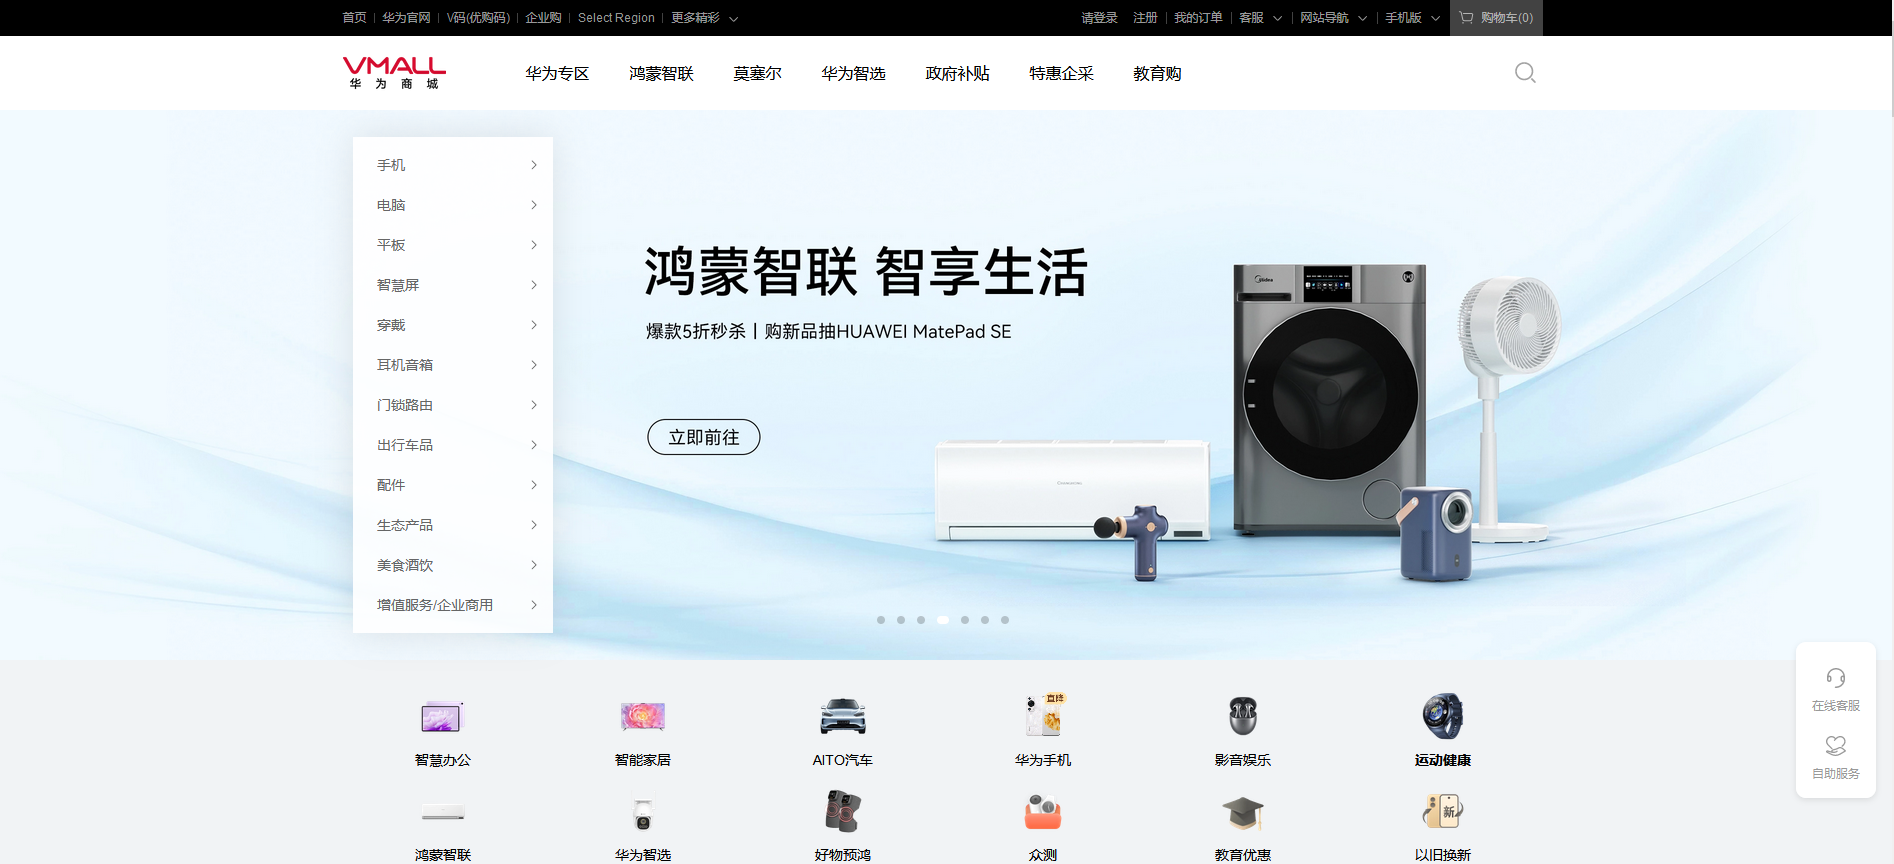 首页 华为官网 V码(优购码) 企业购 Select Region 更多精彩 请登录 注册 我的订单 客服 网站导航 手机版 购物车(0)
VMALL
华为商城
华为专区 鸿蒙智联 莫塞尔 华为智选 政府补贴 特惠企采 教育购
手机
电脑
平板
智慧屏
穿戴
耳机音箱
门锁路由
出行车品
配件
生态产品
美食酒饮
增值服务/企业商用
鸿蒙智联 智享生活
爆款5折秒杀丨购新品抽HUAWEI MatePad SE
立即前往
Midea
在线客服
自助服务
直降
智慧办公 智能家居 AITO汽车 华为手机 影音娱乐 运动健康
新
鸿蒙智联 华为智选 好物预鸿 众测 教育优惠 以旧换新